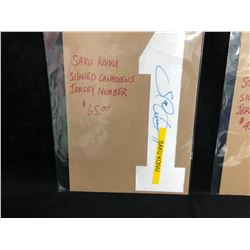 SAKU KOIVU
SIGNED CANADIENS
JERSEY NUMBER
$65.00
SAKU KOIVU